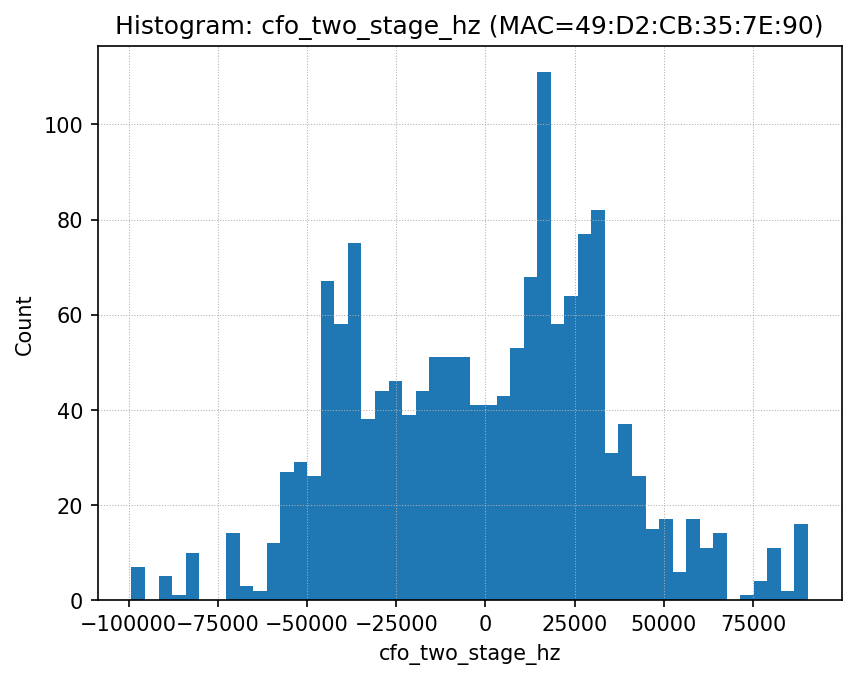 Histogram: cfo_two_stage_hz (MAC=49:D2:CB:35:7E:90)
100
80
60
40
20
0
Count
−100000 −75000 −50000 −25000 0 25000 50000 75000
cfo_two_stage_hz